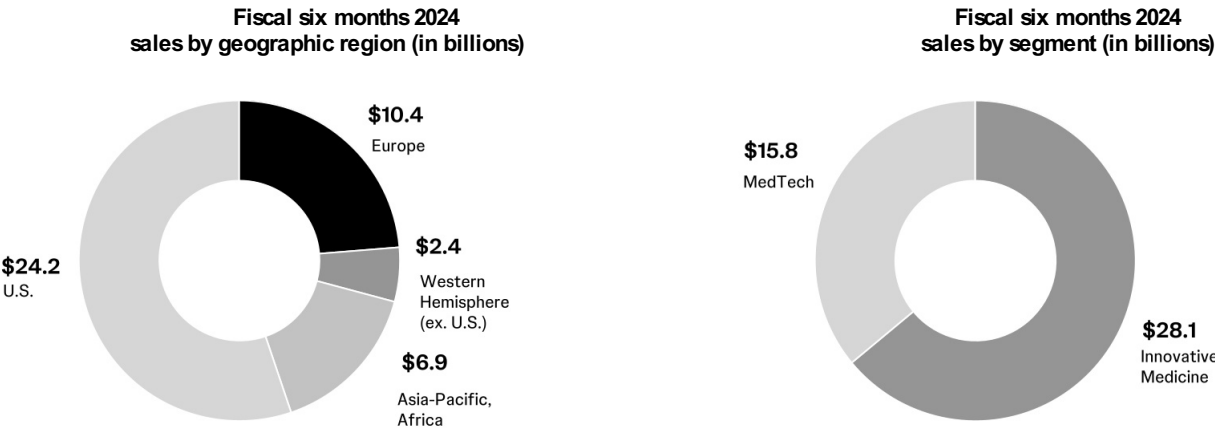 Fiscal six months 2024
sales by geographic region (in billions)
$10.4
Europe
$2.4
Western
Hemisphere
(ex. U.S.)
$6.9
Asia-Pacific,
Africa
$24.2
U.S.
Fiscal six months 2024
sales by segment (in billions)
$15.8
MedTech
$28.1
Innovative
Medicine